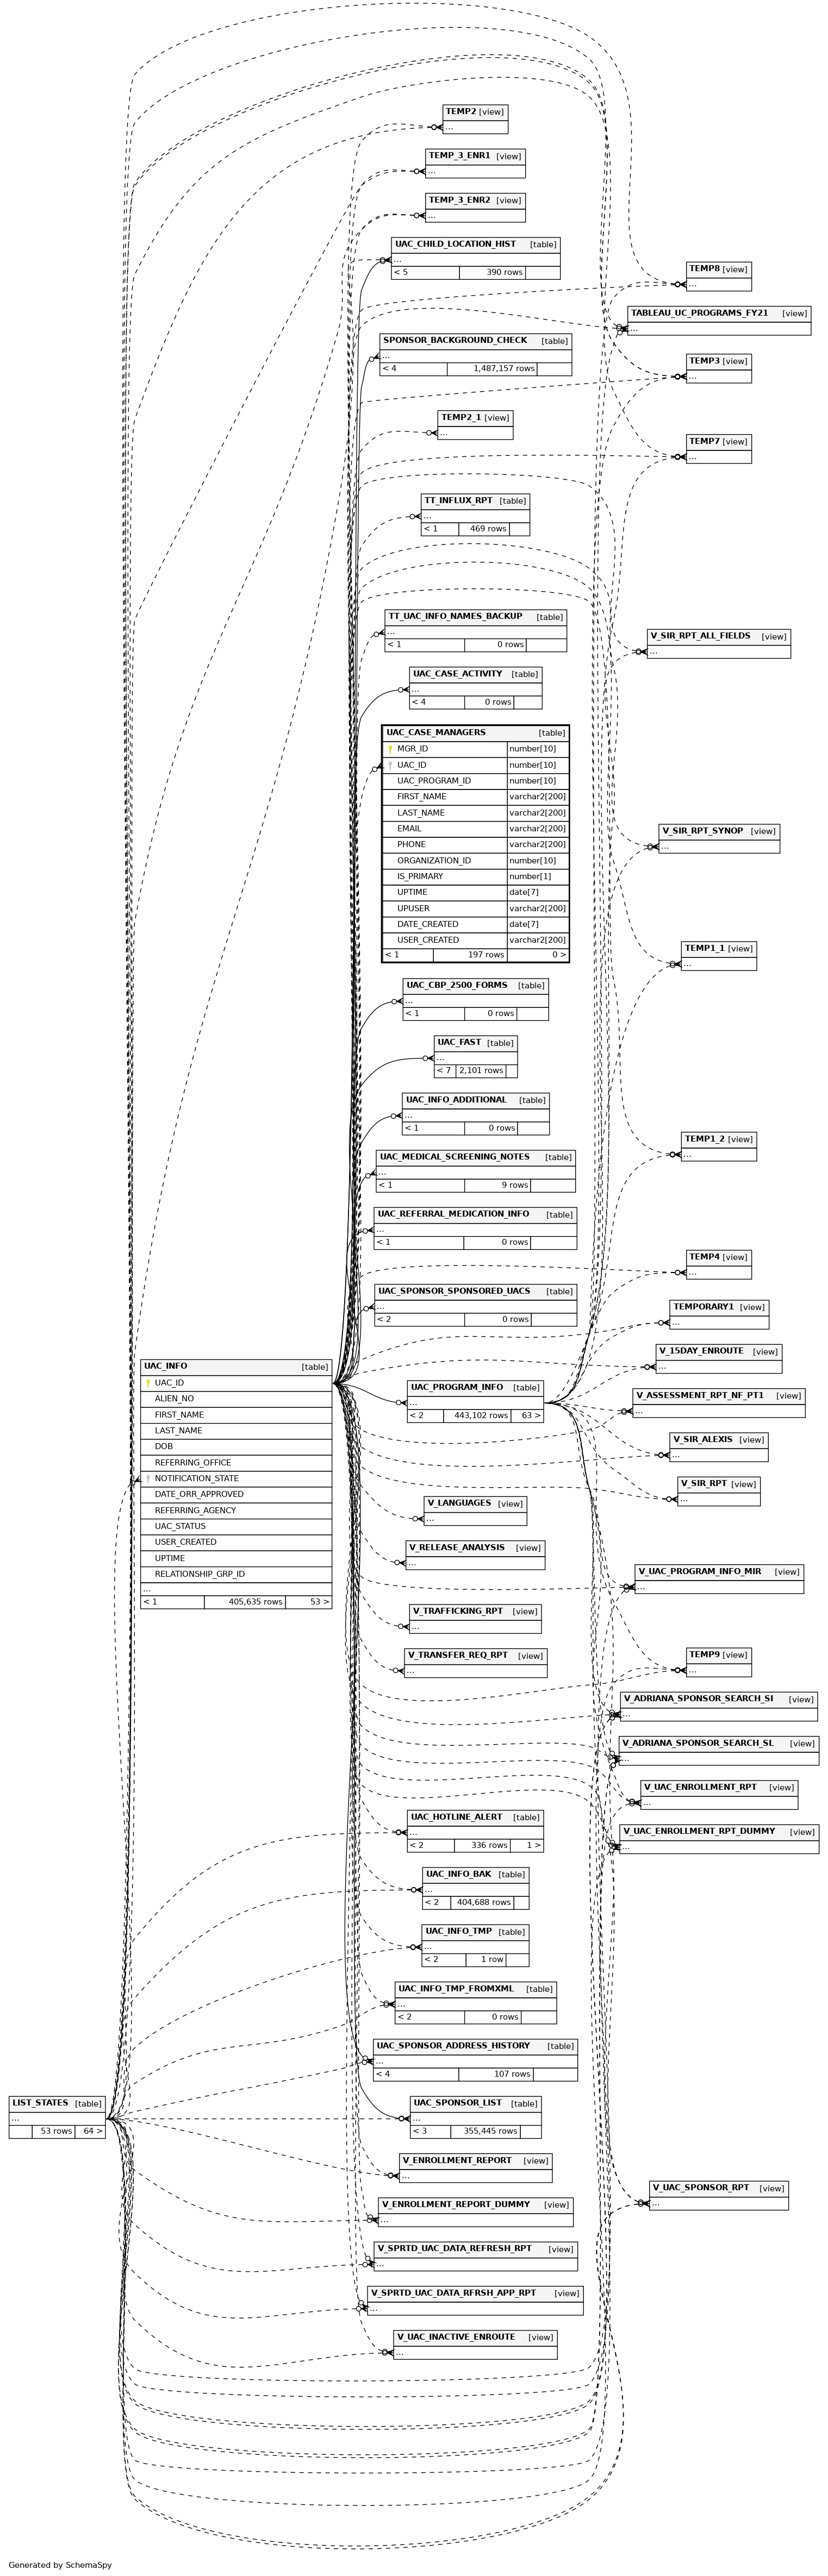 TEMP2 [view]
...
TEMP_3_ENR1 [view]
...
TEMP_3_ENR2 [view]
...
UAC_CHILD_LOCATION_HIST [table]
...
< 5 390 rows
TEMP8 [view]
...
TABLEAU_UC_PROGRAMS_FY21 [view]
...
SPONSOR_BACKGROUND_CHECK [table]
...
< 4 1,487,157 rows
TEMP3 [view]
...
TEMP2_1 [view]
...
TEMP7 [view]
...
TT_INFLUX_RPT [table]
...
< 1 469 rows
TT_UAC_INFO_NAMES_BACKUP [table]
...
< 1 0 rows
V_SIR_RPT_ALL_FIELDS [view]
...
UAC_CASE_ACTIVITY [table]
...
< 4 0 rows
UAC_CASE_MANAGERS [table]
MGR_ID number[10]
UAC_ID number[10]
UAC_PROGRAM_ID number[10]
FIRST_NAME varchar2[200]
LAST_NAME varchar2[200]
EMAIL varchar2[200]
PHONE varchar2[200]
ORGANIZATION_ID number[10]
IS_PRIMARY number[1]
UPTIME date[7]
UPUSER varchar2[200]
DATE_CREATED date[7]
USER_CREATED varchar2[200]
< 1 197 rows 0 >
V_SIR_RPT_SYNOP [view]
...
TEMP1_1 [view]
...
UAC_CBP_2500_FORMS [table]
...
< 1 0 rows
UAC_FAST [table]
...
< 7 2,101 rows
UAC_INFO_ADDITIONAL [table]
...
< 1 0 rows
TEMP1_2 [view]
...
UAC_MEDICAL_SCREENING_NOTES [table]
...
< 1 9 rows
UAC_REFERRAL_MEDICATION_INFO [table]
...
< 1 0 rows
TEMP4 [view]
...
UAC_SPONSOR_SPONSORED_UACS [table]
...
< 2 0 rows
TEMPORARY1 [view]
...
V_15DAY_ENROUTE [view]
...
UAC_INFO [table]
UAC_ID
ALIEN_NO
FIRST_NAME
LAST_NAME
DOB
REFERRING_OFFICE
NOTIFICATION_STATE
DATE_ORR_APPROVED
REFERRING_AGENCY
UAC_STATUS
USER_CREATED
UPTIME
RELATIONSHIP_GRP_ID
...
< 1 405,635 rows 53 >
UAC_PROGRAM_INFO [table]
...
< 2 443,102 rows 63 >
V_ASSESSMENT_RPT_NF_PT1 [view]
...
V_SIR_ALEXIS [view]
...
V_SIR_RPT [view]
...
V_LANGUAGES [view]
...
V_RELEASE_ANALYSIS [view]
...
V_UAC_PROGRAM_INFO_MIR [view]
...
V_TRAFFICKING_RPT [view]
...
V_TRANSFER_REQ_RPT [view]
...
TEMP9 [view]
...
V_ADRIANA_SPONSOR_SEARCH_SI [view]
...
V_ADRIANA_SPONSOR_SEARCH_SL [view]
...
V_UAC_ENROLLMENT_RPT [view]
...
UAC_HOTLINE_ALERT [table]
...
< 2 336 rows 1 >
V_UAC_ENROLLMENT_RPT_DUMMY [view]
...
UAC_INFO_BAK [table]
...
< 2 404,688 rows
UAC_INFO_TMP [table]
...
< 2 1 row
UAC_INFO_TMP_FROMXML [table]
...
< 2 0 rows
UAC_SPONSOR_ADDRESS_HISTORY [table]
...
< 4 107 rows
LIST_STATES [table]
...
53 rows 64 >
UAC_SPONSOR_LIST [table]
...
< 3 355,445 rows
V_ENROLLMENT_REPORT [view]
...
V_UAC_SPONSOR_RPT [view]
...
V_ENROLLMENT_REPORT_DUMMY [view]
...
V_SPRTD_UAC_DATA_REFRESH_RPT [view]
...
V_SPRTD_UAC_DATA_RFRSH_APP_RPT [view]
...
V_UAC_INACTIVE_ENROUTE [view]
...
Generated by SchemaSpy